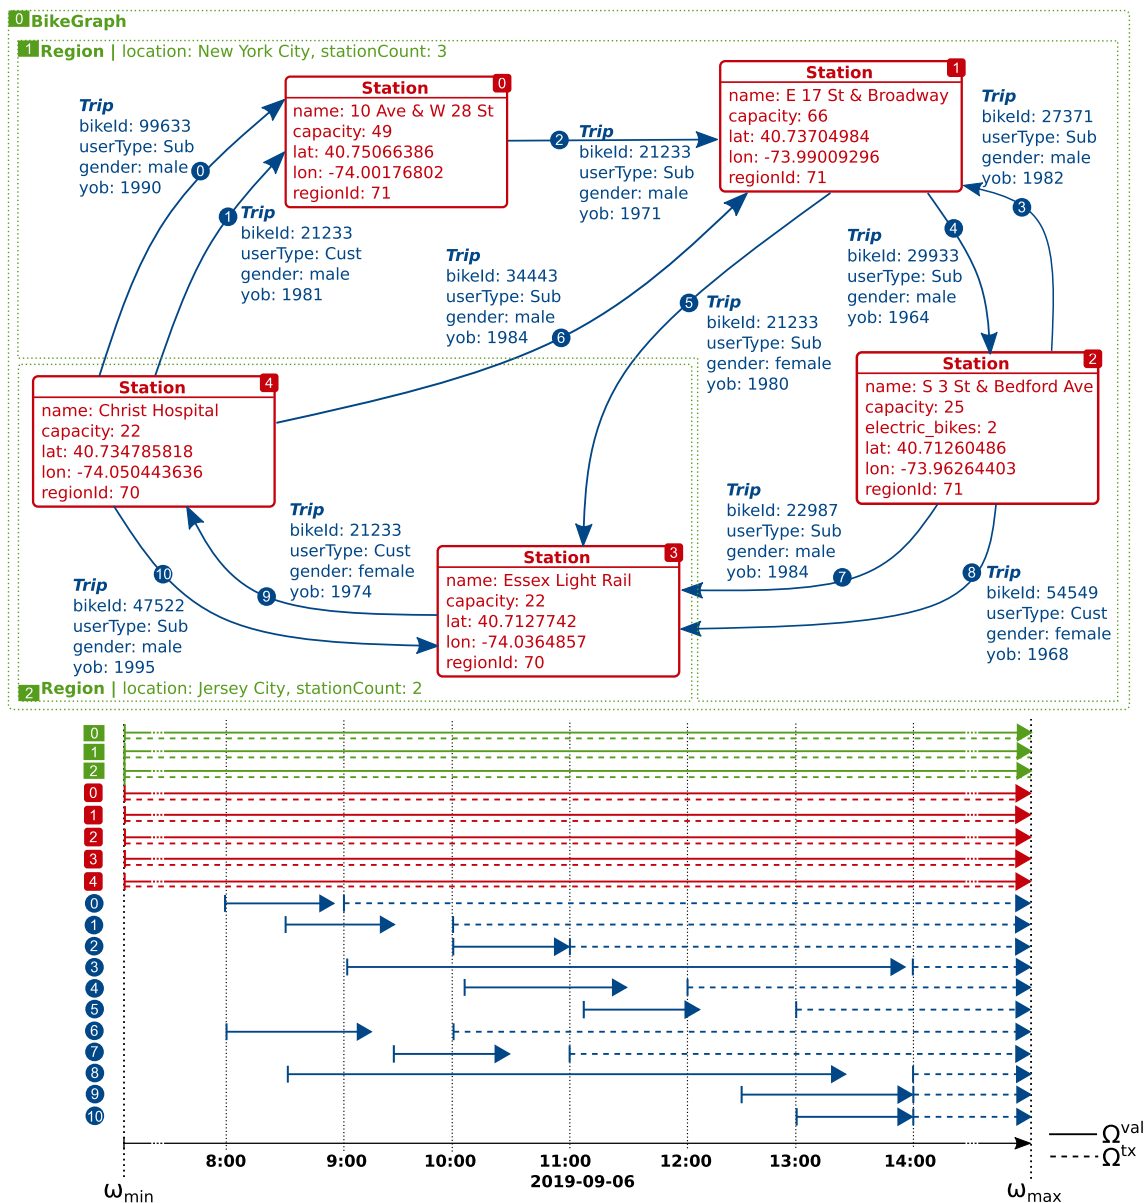 0 BikeGraph
1 Region | location: New York City, stationCount: 3
Station 0
name: 10 Ave & W 28 St
capacity: 49
lat: 40.75066386
lon: -74.00176802
regionId: 71
Station 1
name: E 17 St & Broadway
capacity: 66
lat: 40.73704984
lon: -73.99009296
regionId: 71
Trip
bikeId: 99633
userType: Sub
gender: male
yob: 1990
0
Trip
bikeId: 21233
userType: Cust
gender: male
yob: 1981
1
2
Trip
bikeId: 21233
userType: Sub
gender: male
yob: 1971
Trip
bikeId: 27371
userType: Sub
gender: male
yob: 1982
3
4
Trip
bikeId: 29933
userType: Sub
gender: male
yob: 1964
Trip
bikeId: 34443
userType: Sub
gender: male
yob: 1984
6
5
Trip
bikeId: 21233
userType: Sub
gender: female
yob: 1980
Station 4
name: Christ Hospital
capacity: 22
lat: 40.734785818
lon: -74.050443636
regionId: 70
Station 2
name: S 3 St & Bedford Ave
capacity: 25
electric_bikes: 2
lat: 40.71260486
lon: -73.96264403
regionId: 71
Trip
bikeId: 21233
userType: Cust
gender: female
yob: 1974
9
Trip
bikeId: 22987
userType: Sub
gender: male
yob: 1984
7
Station 3
name: Essex Light Rail
capacity: 22
lat: 40.7127742
lon: -74.0364857
regionId: 70
10
Trip
bikeId: 47522
userType: Sub
gender: male
yob: 1995
8
Trip
bikeId: 54549
userType: Cust
gender: female
yob: 1968
2 Region | location: Jersey City, stationCount: 2
0
1
2
0
1
2
3
4
0
1
2
3
4
5
6
7
8
9
10
8:00 9:00 10:00 11:00 12:00 13:00 14:00
2019-09-06
ωmin
ωmax
Ωval
Ωtx